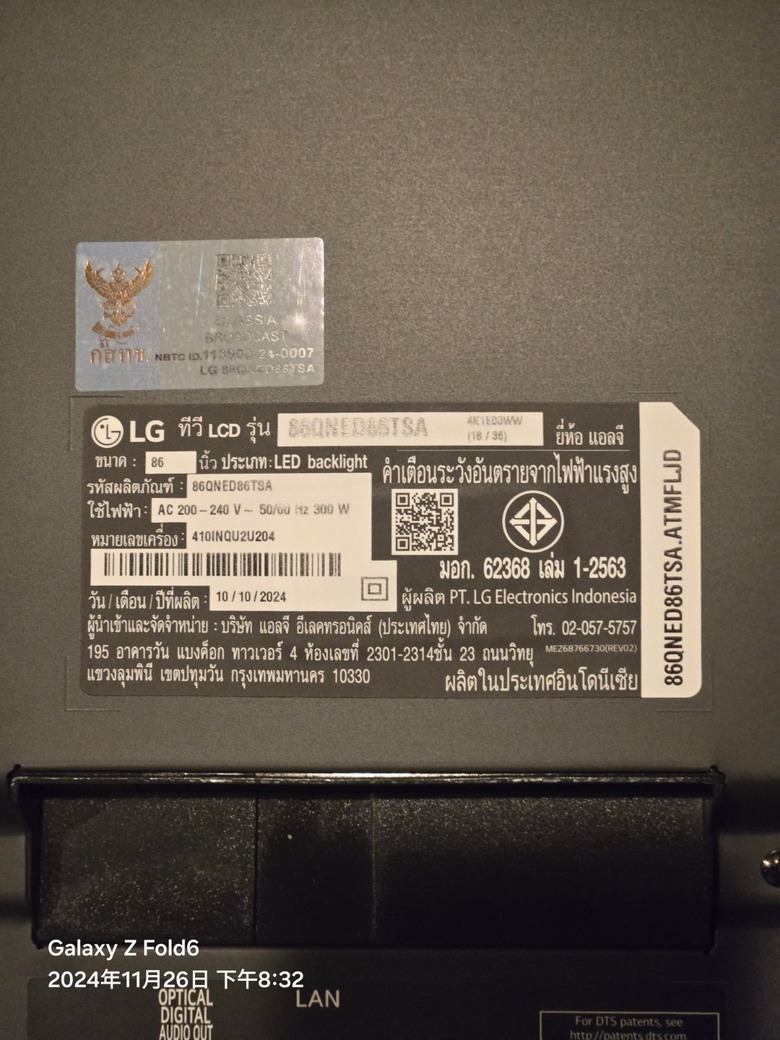 กสทช.
EURASSIA
BROADCAST
NBTC ID.113900-24-0007
LG 86QNED86TSA
LG ทีวี LCD รุ่น 86QNED86TSA
4K1E03WW
(16 / 36)
ยี่ห้อ แอลจี
ขนาด : 86 นิ้ว ประเภท: LED backlight
รหัสผลิตภัณฑ์ : 86QNED86TSA
ใช้ไฟฟ้า: AC 200 – 240 V ~ 50/60 Hz 300 W
หมายเลขเครื่อง: 410INQU2U204
วัน / เดือน / ปีที่ผลิต: 10 / 10 / 2024
คำเตือนระวังอันตรายจากไฟฟ้าแรงสูง
มอก. 62368 เล่ม 1-2563
ผู้ผลิต PT. LG Electronics Indonesia
ผู้นำเข้าและจัดจำหน่าย : บริษัท แอลจี อีเลคทรอนิคส์ (ประเทศไทย) จำกัด โทร. 02-057-5757
195 อาคารวัน แบงค็อก ทาวเวอร์ 4 ห้องเลขที่ 2301-2314ชั้น 23 ถนนวิทยุ
MEZ68766730(REV02)
แขวงลุมพินี เขตปทุมวัน กรุงเทพมหานคร 10330
ผลิตในประเทศอินโดนีเซีย
86QNED86TSA.ATMFLJD
Galaxy Z Fold6
2024年11月26日 下午8:32
OPTICAL
DIGITAL
AUDIO OUT
LAN
For DTS patents, see
http://patents.dts.com